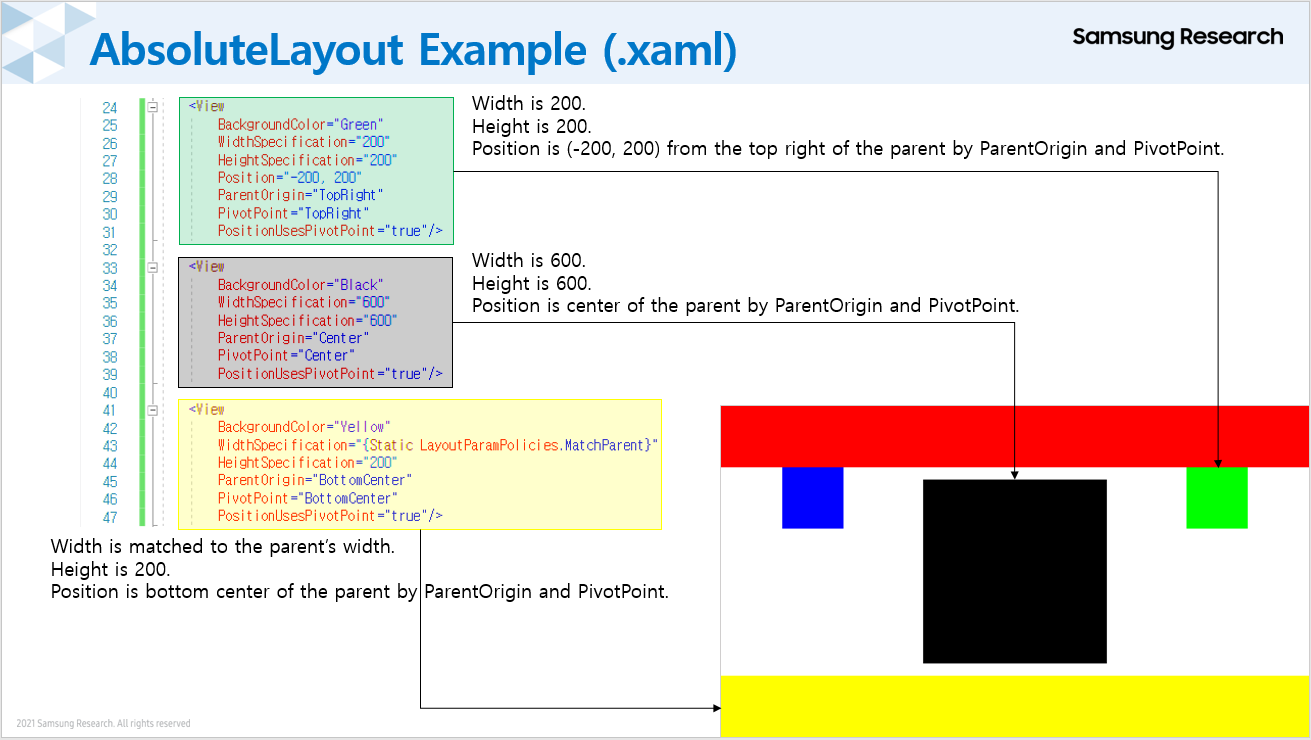 AbsoluteLayout Example (.xaml)
Samsung Research
24 <View
25 BackgroundColor="Green"
26 WidthSpecification="200"
27 HeightSpecification="200"
28 Position="-200, 200"
29 ParentOrigin="TopRight"
30 PivotPoint="TopRight"
31 PositionUsesPivotPoint="true"/>
32
Width is 200.
Height is 200.
Position is (-200, 200) from the top right of the parent by ParentOrigin and PivotPoint.
33 <View
34 BackgroundColor="Black"
35 WidthSpecification="600"
36 HeightSpecification="600"
37 ParentOrigin="Center"
38 PivotPoint="Center"
39 PositionUsesPivotPoint="true"/>
40
Width is 600.
Height is 600.
Position is center of the parent by ParentOrigin and PivotPoint.
41 <View
42 BackgroundColor="Yellow"
43 WidthSpecification="{Static LayoutParamPolicies.MatchParent}"
44 HeightSpecification="200"
45 ParentOrigin="BottomCenter"
46 PivotPoint="BottomCenter"
47 PositionUsesPivotPoint="true"/>
Width is matched to the parent’s width.
Height is 200.
Position is bottom center of the parent by ParentOrigin and PivotPoint.
2021 Samsung Research. All rights reserved